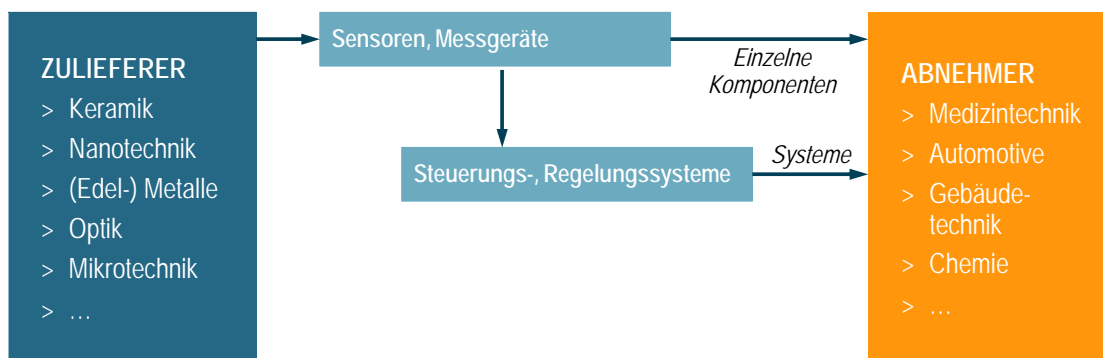 ZULIEFERER
> Keramik
> Nanotechnik
> (Edel-) Metalle
> Optik
> Mikrotechnik
> …
Sensoren, Messgeräte
Einzelne
Komponenten
Steuerungs-, Regelungssysteme
Systeme
ABNEHMER
> Medizintechnik
> Automotive
> Gebäude-
technik
> Chemie
> …